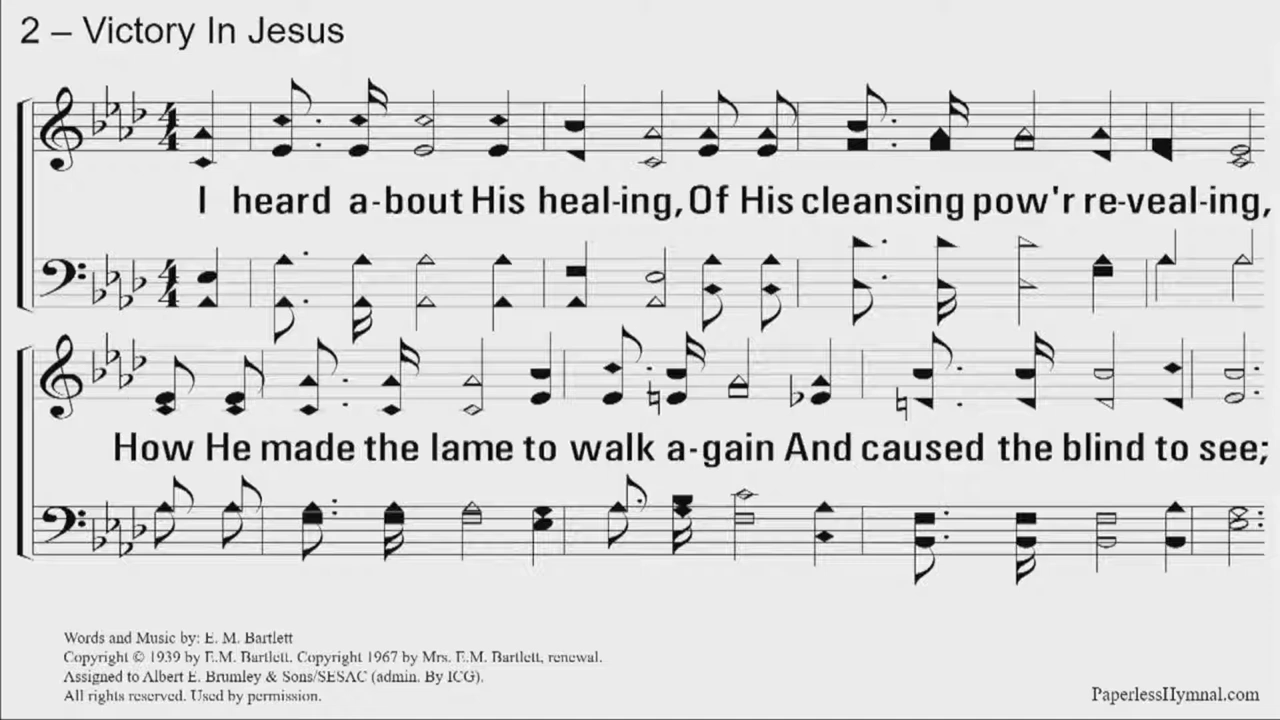 2 – Victory In Jesus
I heard a-bout His heal-ing, Of His cleansing pow'r re-veal-ing,
How He made the lame to walk a-gain And caused the blind to see;
Words and Music by: E. M. Bartlett
Copyright © 1939 by E.M. Bartlett. Copyright 1967 by Mrs. E.M. Bartlett, renewal.
Assigned to Albert E. Brumley & Sons/SESAC (admin. By ICG).
All rights reserved. Used by permission.
PaperlessHymnal.com